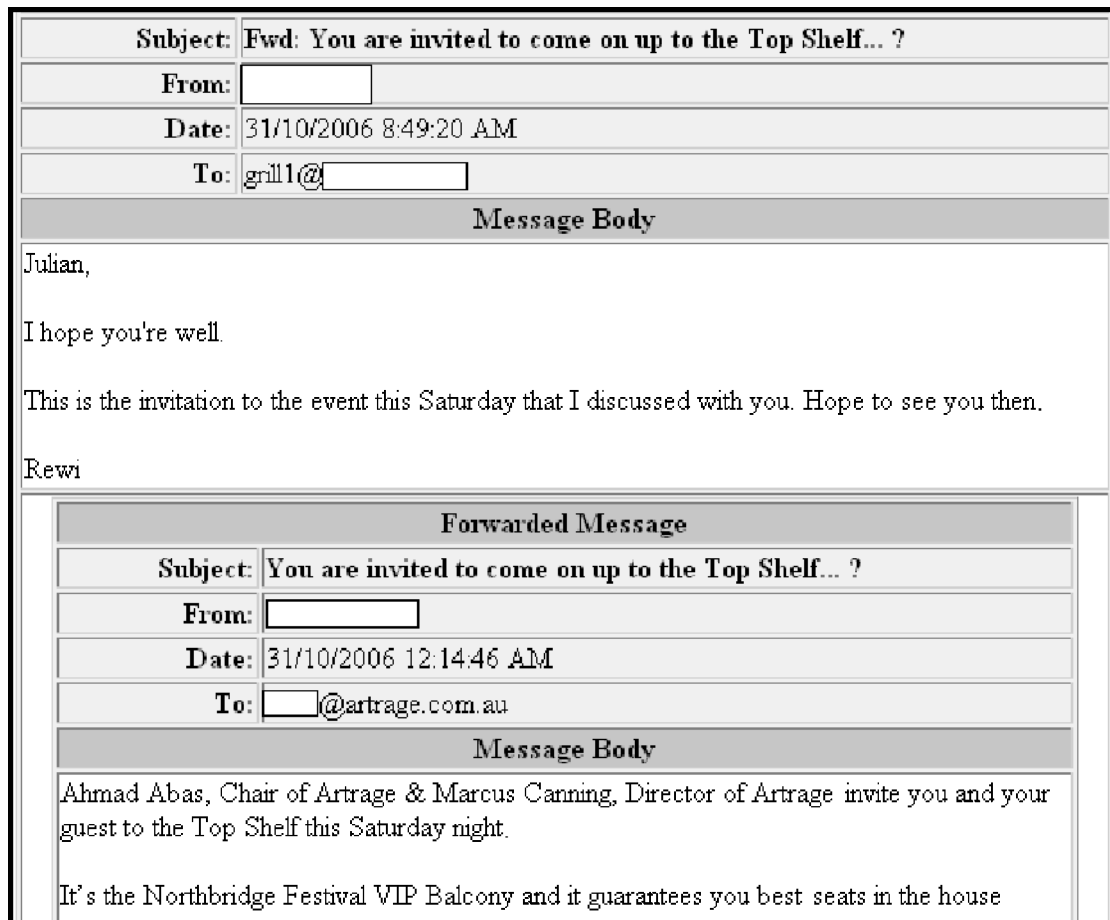 Subject: Fwd: You are invited to come on up to the Top Shelf... ?
From:
Date: 31/10/2006 8:49:20 AM
To: grill1@
Message Body
Julian,
I hope you're well.
This is the invitation to the event this Saturday that I discussed with you. Hope to see you then.
Rewi
Forwarded Message
Subject: You are invited to come on up to the Top Shelf... ?
From:
Date: 31/10/2006 12:14:46 AM
To: @artrage.com.au
Message Body
Ahmad Abas, Chair of Artrage & Marcus Canning, Director of Artrage invite you and your
guest to the Top Shelf this Saturday night.
It's the Northbridge Festival VIP Balcony and it guarantees you best seats in the house